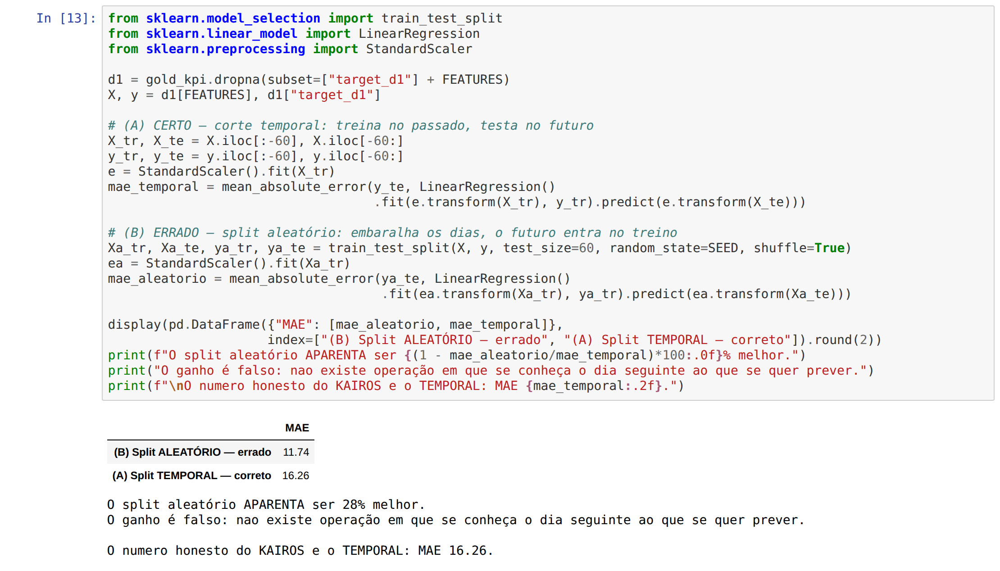 In [13]:
from sklearn.model_selection import train_test_split
from sklearn.linear_model import LinearRegression
from sklearn.preprocessing import StandardScaler

d1 = gold_kpi.dropna(subset=["target_d1"] + FEATURES)
X, y = d1[FEATURES], d1["target_d1"]

# (A) CERTO — corte temporal: treina no passado, testa no futuro
X_tr, X_te = X.iloc[:-60], X.iloc[-60:]
y_tr, y_te = y.iloc[:-60], y.iloc[-60:]
e = StandardScaler().fit(X_tr)
mae_temporal = mean_absolute_error(y_te, LinearRegression()
                                   .fit(e.transform(X_tr), y_tr).predict(e.transform(X_te)))

# (B) ERRADO — split aleatório: embaralha os dias, o futuro entra no treino
Xa_tr, Xa_te, ya_tr, ya_te = train_test_split(X, y, test_size=60, random_state=SEED, shuffle=True)
ea = StandardScaler().fit(Xa_tr)
mae_aleatorio = mean_absolute_error(ya_te, LinearRegression()
                                    .fit(ea.transform(Xa_tr), ya_tr).predict(ea.transform(Xa_te)))

display(pd.DataFrame({"MAE": [mae_aleatorio, mae_temporal]},
                     index=["(B) Split ALEATÓRIO — errado", "(A) Split TEMPORAL — correto"]).round(2))
print(f"O split aleatório APARENTA ser {(1 - mae_aleatorio/mae_temporal)*100:.0f}% melhor.")
print("O ganho é falso: nao existe operação em que se conheça o dia seguinte ao que se quer prever.")
print(f"\nO numero honesto do KAIROS e o TEMPORAL: MAE {mae_temporal:.2f}.")

MAE
(B) Split ALEATÓRIO — errado 11.74
(A) Split TEMPORAL — correto 16.26

O split aleatório APARENTA ser 28% melhor.
O ganho é falso: nao existe operação em que se conheça o dia seguinte ao que se quer prever.

O numero honesto do KAIROS e o TEMPORAL: MAE 16.26.